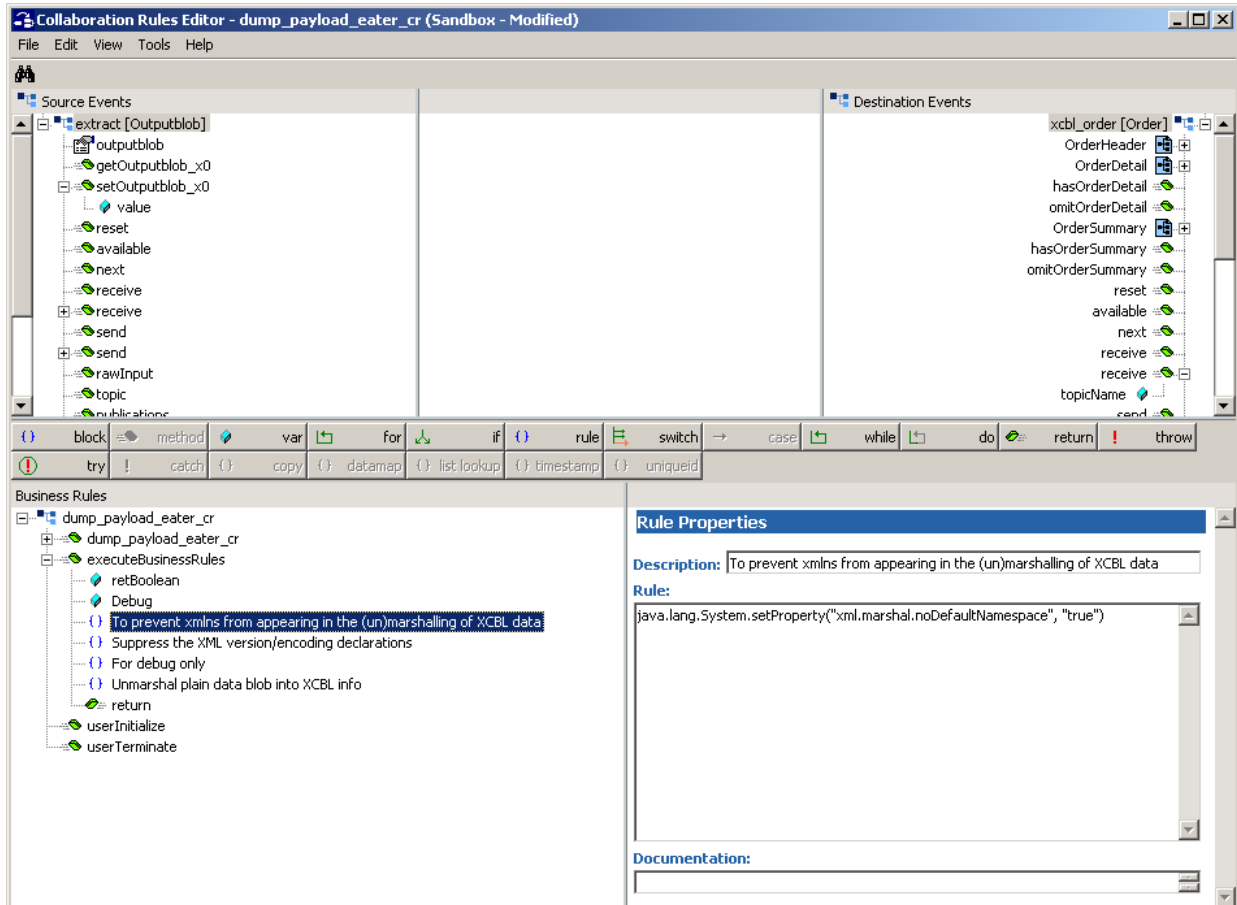 Collaboration Rules Editor - dump_payload_eater_cr (Sandbox - Modified)
File Edit View Tools Help
Source Events
extract [Outputblob]
outputblob
getOutputblob_x0
setOutputblob_x0
value
reset
available
next
receive
receive
send
send
rawInput
topic
publications
Destination Events
xcbl_order [Order]
OrderHeader
OrderDetail
hasOrderDetail
omitOrderDetail
OrderSummary
hasOrderSummary
omitOrderSummary
reset
available
next
receive
receive
topicName
send
{} block method var for if {} rule switch case while do return ! throw
! try ! catch {} copy {} datamap {} list lookup {} timestamp {} uniqueid
Business Rules
dump_payload_eater_cr
dump_payload_eater_cr
executeBusinessRules
retBoolean
Debug
{} To prevent xmlns from appearing in the (un)marshalling of XCBL data
{} Suppress the XML version/encoding declarations
{} For debug only
{} Unmarshal plain data blob into XCBL info
return
userInitialize
userTerminate
Rule Properties
Description: To prevent xmlns from appearing in the (un)marshalling of XCBL data
Rule:
java.lang.System.setProperty("xml.marshal.noDefaultNamespace", "true")
Documentation: